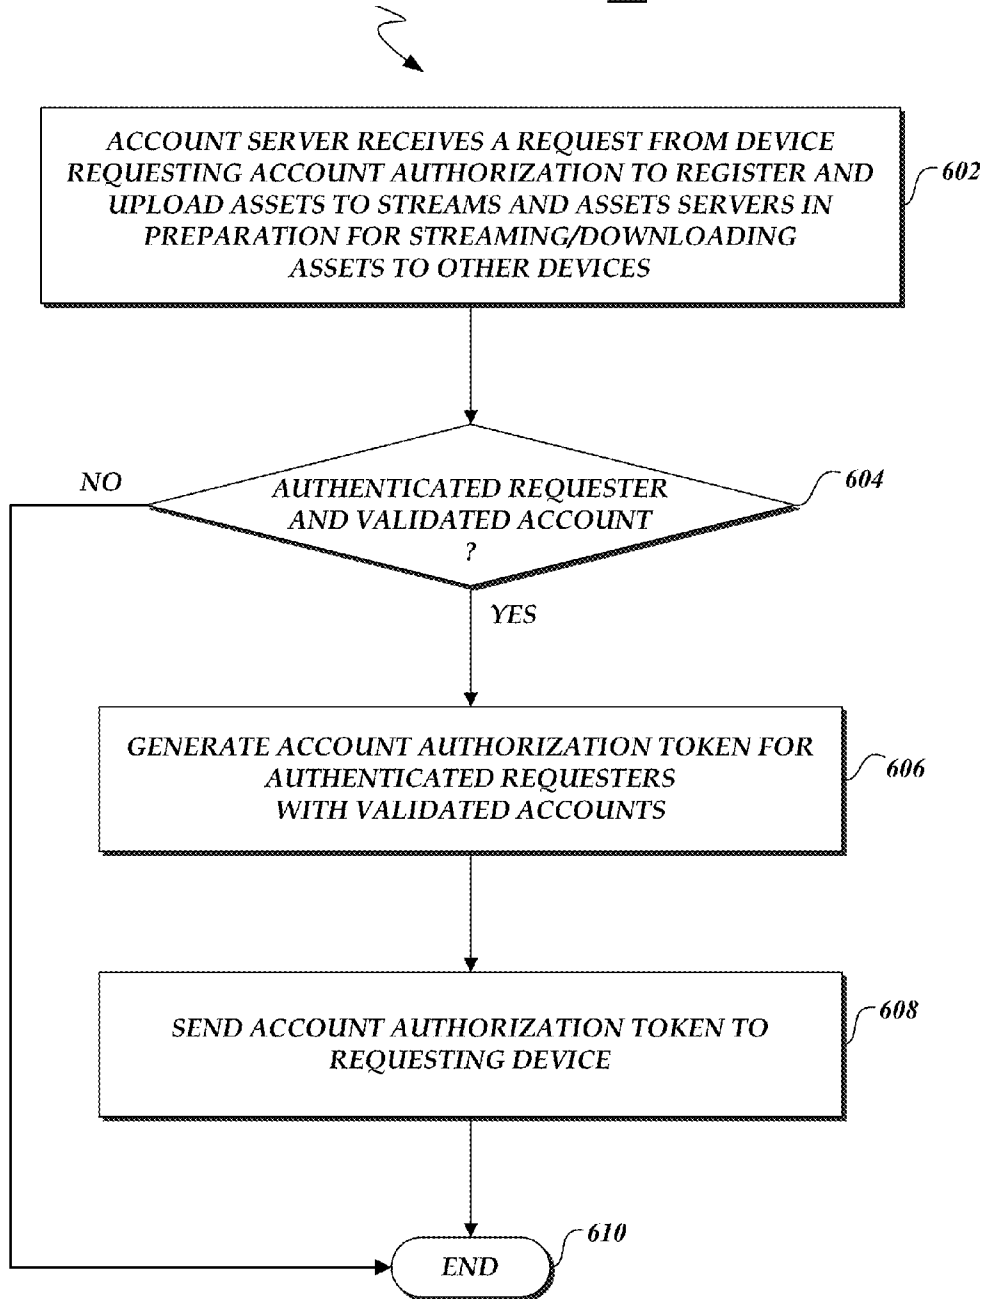 ACCOUNT SERVER RECEIVES A REQUEST FROM DEVICE
REQUESTING ACCOUNT AUTHORIZATION TO REGISTER AND
UPLOAD ASSETS TO STREAMS AND ASSETS SERVERS IN
PREPARATION FOR STREAMING/DOWNLOADING
ASSETS TO OTHER DEVICES
602
AUTHENTICATED REQUESTER
AND VALIDATED ACCOUNT
?
604
NO
YES
GENERATE ACCOUNT AUTHORIZATION TOKEN FOR
AUTHENTICATED REQUESTERS
WITH VALIDATED ACCOUNTS
606
SEND ACCOUNT AUTHORIZATION TOKEN TO
REQUESTING DEVICE
608
END
610